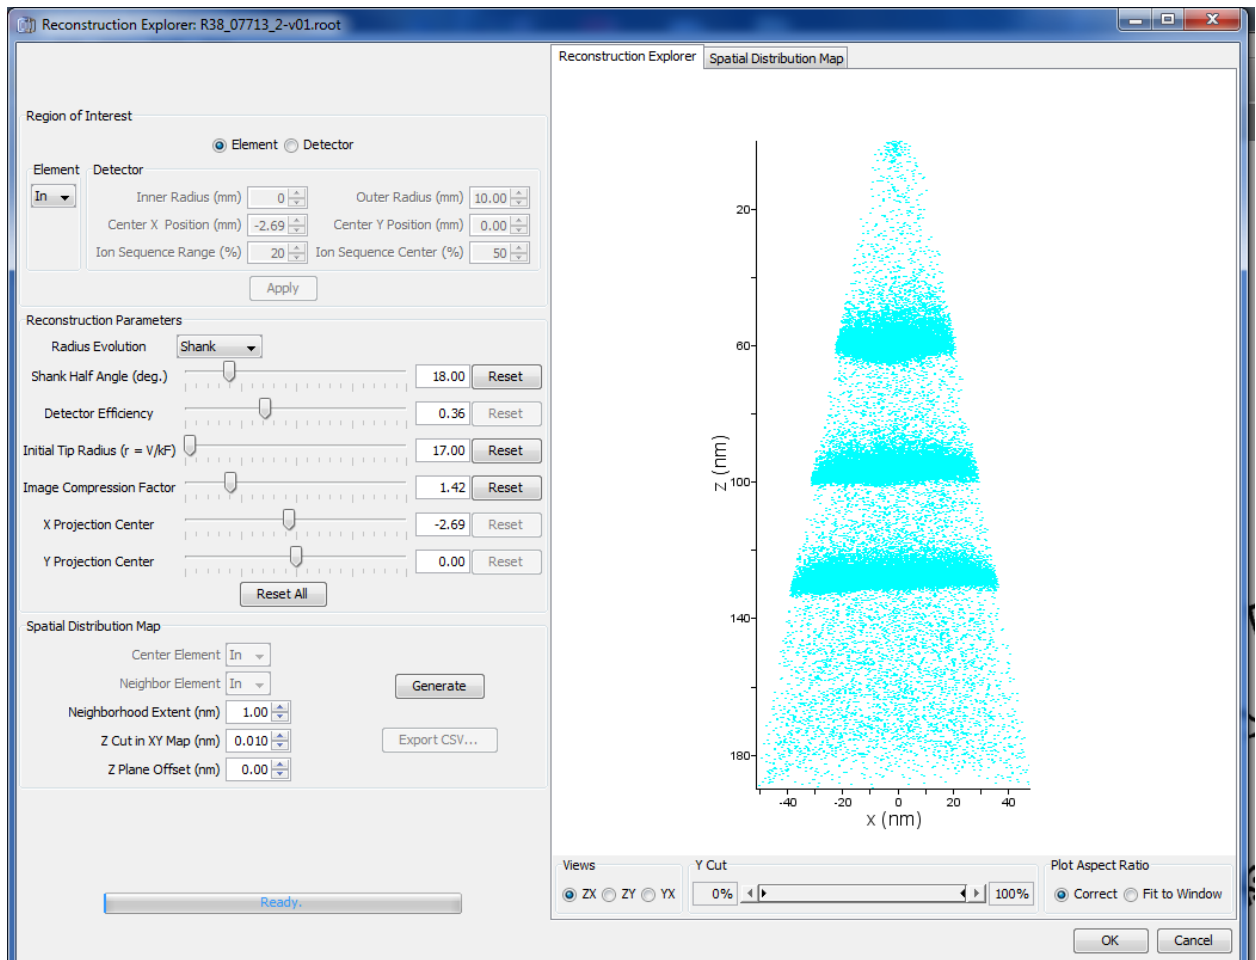 Reconstruction Explorer: R38_07713_2-v01.root
Reconstruction Explorer Spatial Distribution Map
Region of Interest
Element Detector
Element Detector
In
Inner Radius (mm) 0 Outer Radius (mm) 10.00
Center X Position (mm) -2.69 Center Y Position (mm) 0.00
Ion Sequence Range (%) 20 Ion Sequence Center (%) 50
Apply
Reconstruction Parameters
Radius Evolution Shank
Shank Half Angle (deg.) 18.00 Reset
Detector Efficiency 0.36 Reset
Initial Tip Radius (r = V/kF) 17.00 Reset
Image Compression Factor 1.42 Reset
X Projection Center -2.69 Reset
Y Projection Center 0.00 Reset
Reset All
Spatial Distribution Map
Center Element In
Neighbor Element In
Generate
Neighborhood Extent (nm) 1.00
Z Cut in XY Map (nm) 0.010
Export CSV...
Z Plane Offset (nm) 0.00
Ready.
20
60
z (nm)
100
140
180
-40 -20 0 20 40
x (nm)
Views Y Cut Plot Aspect Ratio
ZX ZY YX 0% 100% Correct Fit to Window
OK Cancel